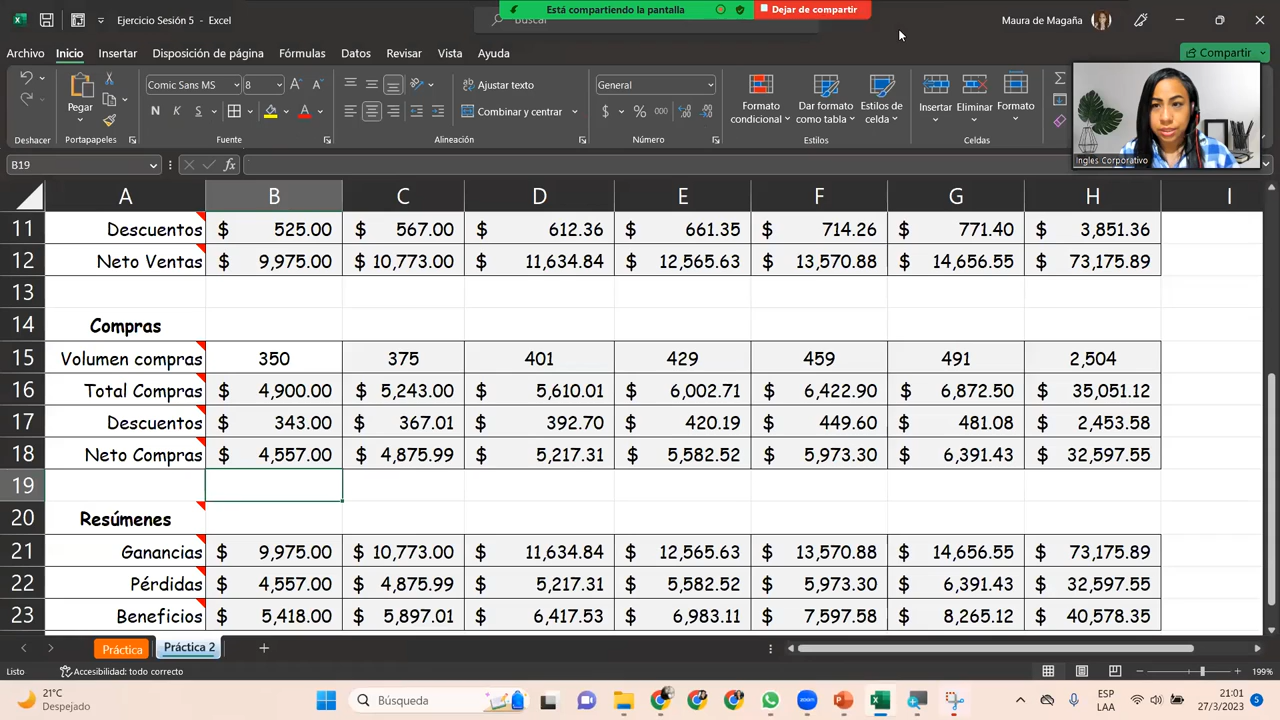 Ejercicio Sesión 5 - Excel
Está compartiendo la pantalla
Dejar de compartir
Buscar
Maura de Magaña
Archivo Inicio Insertar Disposición de página Fórmulas Datos Revisar Vista Ayuda
Compartir
Pegar
Comic Sans MS 8
N K S
Ajustar texto
Combinar y centrar
General
$ % 000
Formato condicional
Dar formato como tabla
Estilos de celda
Insertar
Eliminar
Formato
Deshacer Portapapeles Fuente Alineación Número Estilos Celdas
Ingles Corporativo
B19
A B C D E F G H I
11 Descuentos $ 525.00 $ 567.00 $ 612.36 $ 661.35 $ 714.26 $ 771.40 $ 3,851.36
12 Neto Ventas $ 9,975.00 $ 10,773.00 $ 11,634.84 $ 12,565.63 $ 13,570.88 $ 14,656.55 $ 73,175.89
13
14 Compras
15 Volumen compras 350 375 401 429 459 491 2,504
16 Total Compras $ 4,900.00 $ 5,243.00 $ 5,610.01 $ 6,002.71 $ 6,422.90 $ 6,872.50 $ 35,051.12
17 Descuentos $ 343.00 $ 367.01 $ 392.70 $ 420.19 $ 449.60 $ 481.08 $ 2,453.58
18 Neto Compras $ 4,557.00 $ 4,875.99 $ 5,217.31 $ 5,582.52 $ 5,973.30 $ 6,391.43 $ 32,597.55
19
20 Resúmenes
21 Ganancias $ 9,975.00 $ 10,773.00 $ 11,634.84 $ 12,565.63 $ 13,570.88 $ 14,656.55 $ 73,175.89
22 Pérdidas $ 4,557.00 $ 4,875.99 $ 5,217.31 $ 5,582.52 $ 5,973.30 $ 6,391.43 $ 32,597.55
23 Beneficios $ 5,418.00 $ 5,897.01 $ 6,417.53 $ 6,983.11 $ 7,597.58 $ 8,265.12 $ 40,578.35
Práctica Práctica 2
Listo Accesibilidad: todo correcto 199%
21°C
Despejado
Búsqueda
ESP
LAA
21:01
27/3/2023